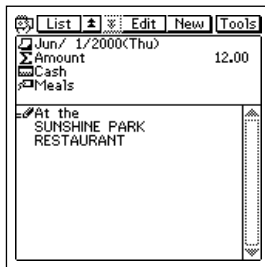 List Edit New Tools
Jun/ 1/2000(Thu)
Amount 12.00
Cash
Meals
At the
SUNSHINE PARK
RESTAURANT